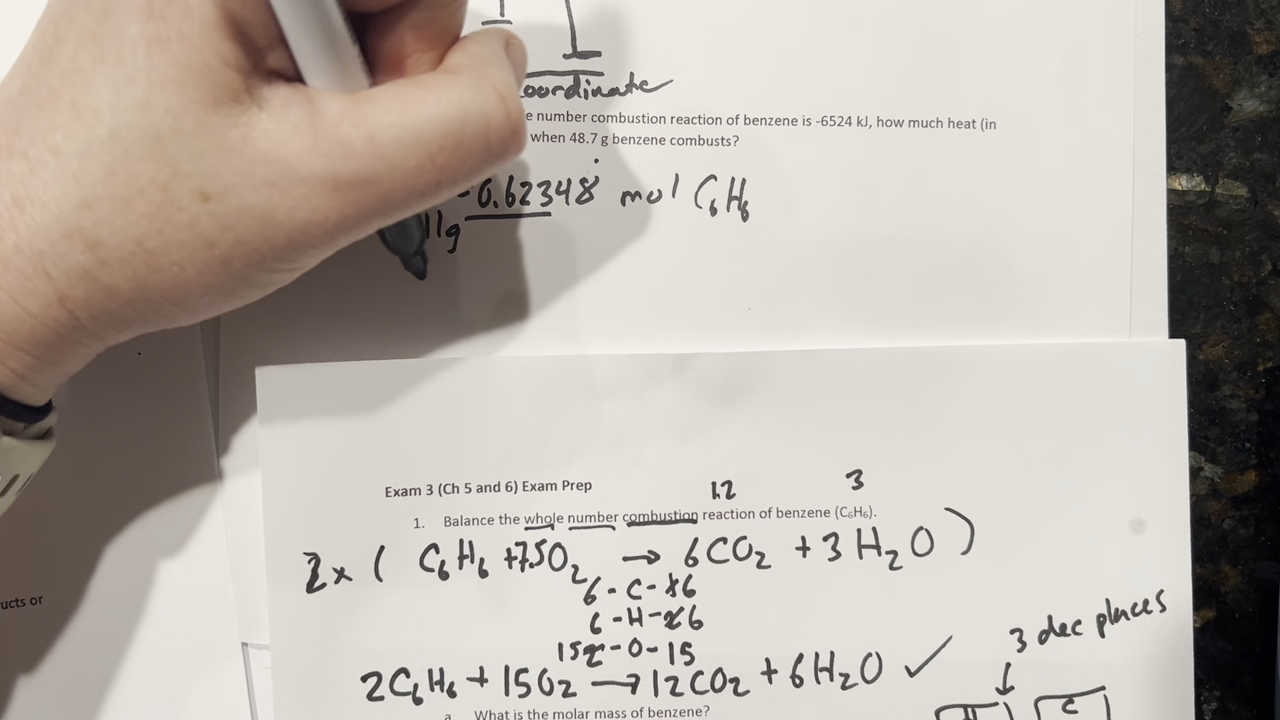 oordinate
e number combustion reaction of benzene is -6524 kJ, how much heat (in
when 48.7 g benzene combusts?
0.62348 mol C₆H₆
11g
Exam 3 (Ch 5 and 6) Exam Prep
12 3
1. Balance the whole number combustion reaction of benzene (C₆H₆).
2x ( C₆H₆ +7.5O₂ → 6CO₂ + 3H₂O )
6-C-6
6-H-6
15-O-15
2C₆H₆ + 15O₂ → 12CO₂ + 6H₂O ✓
3 dec places
ucts or
a. What is the molar mass of benzene?
H C